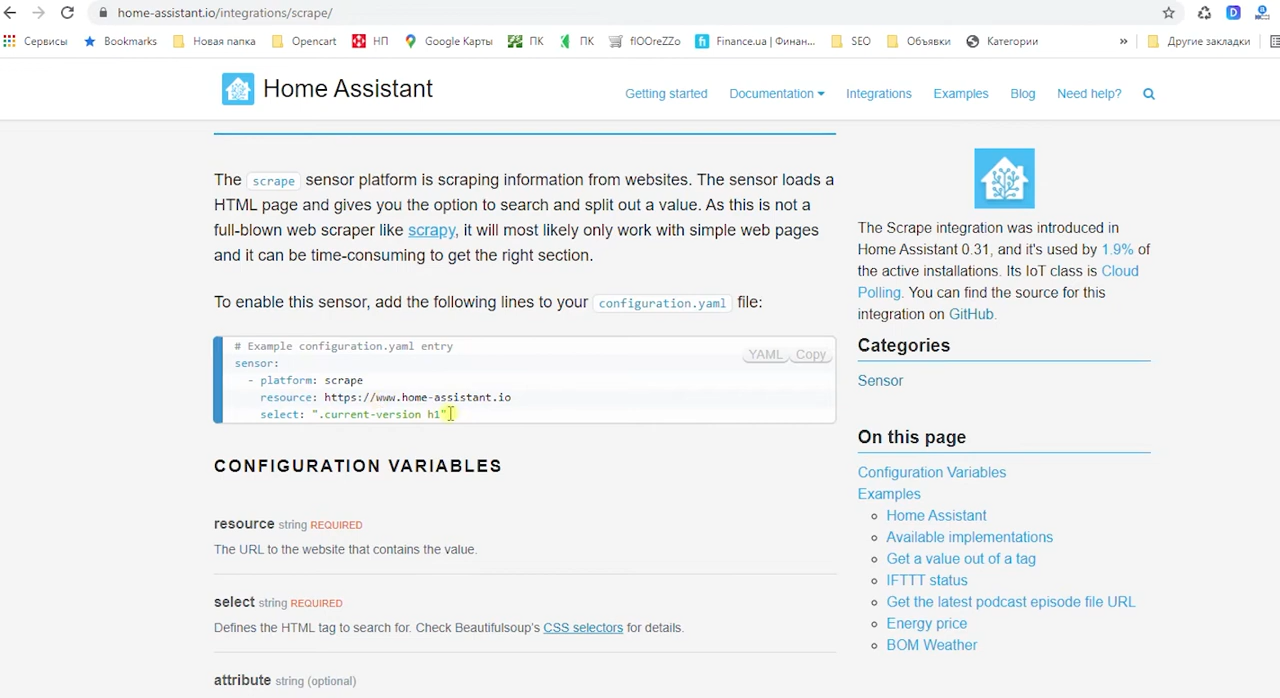 home-assistant.io/integrations/scrape/
Сервисы Bookmarks Новая папка Opencart НП Google Карты ПК ПК flOOreZZo Finance.ua | Финан... SEO Объявки Категории » Другие закладки
Home Assistant
Getting started Documentation Integrations Examples Blog Need help?
The scrape sensor platform is scraping information from websites. The sensor loads a
HTML page and gives you the option to search and split out a value. As this is not a
full-blown web scraper like scrapy, it will most likely only work with simple web pages
and it can be time-consuming to get the right section.
To enable this sensor, add the following lines to your configuration.yaml file:
YAML Copy
# Example configuration.yaml entry
sensor:
- platform: scrape
resource: https://www.home-assistant.io
select: ".current-version h1"
CONFIGURATION VARIABLES
resource string REQUIRED
The URL to the website that contains the value.
select string REQUIRED
Defines the HTML tag to search for. Check Beautifulsoup's CSS selectors for details.
attribute string (optional)
The Scrape integration was introduced in
Home Assistant 0.31, and it's used by 1.9% of
the active installations. Its IoT class is Cloud
Polling. You can find the source for this
integration on GitHub.
Categories
Sensor
On this page
Configuration Variables
Examples
Home Assistant
Available implementations
Get a value out of a tag
IFTTT status
Get the latest podcast episode file URL
Energy price
BOM Weather